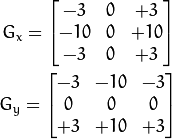 Gx = [ −3 0 +3
−10 0 +10
−3 0 +3 ]
Gy = [ −3 −10 −3
0 0 0
+3 +10 +3 ]